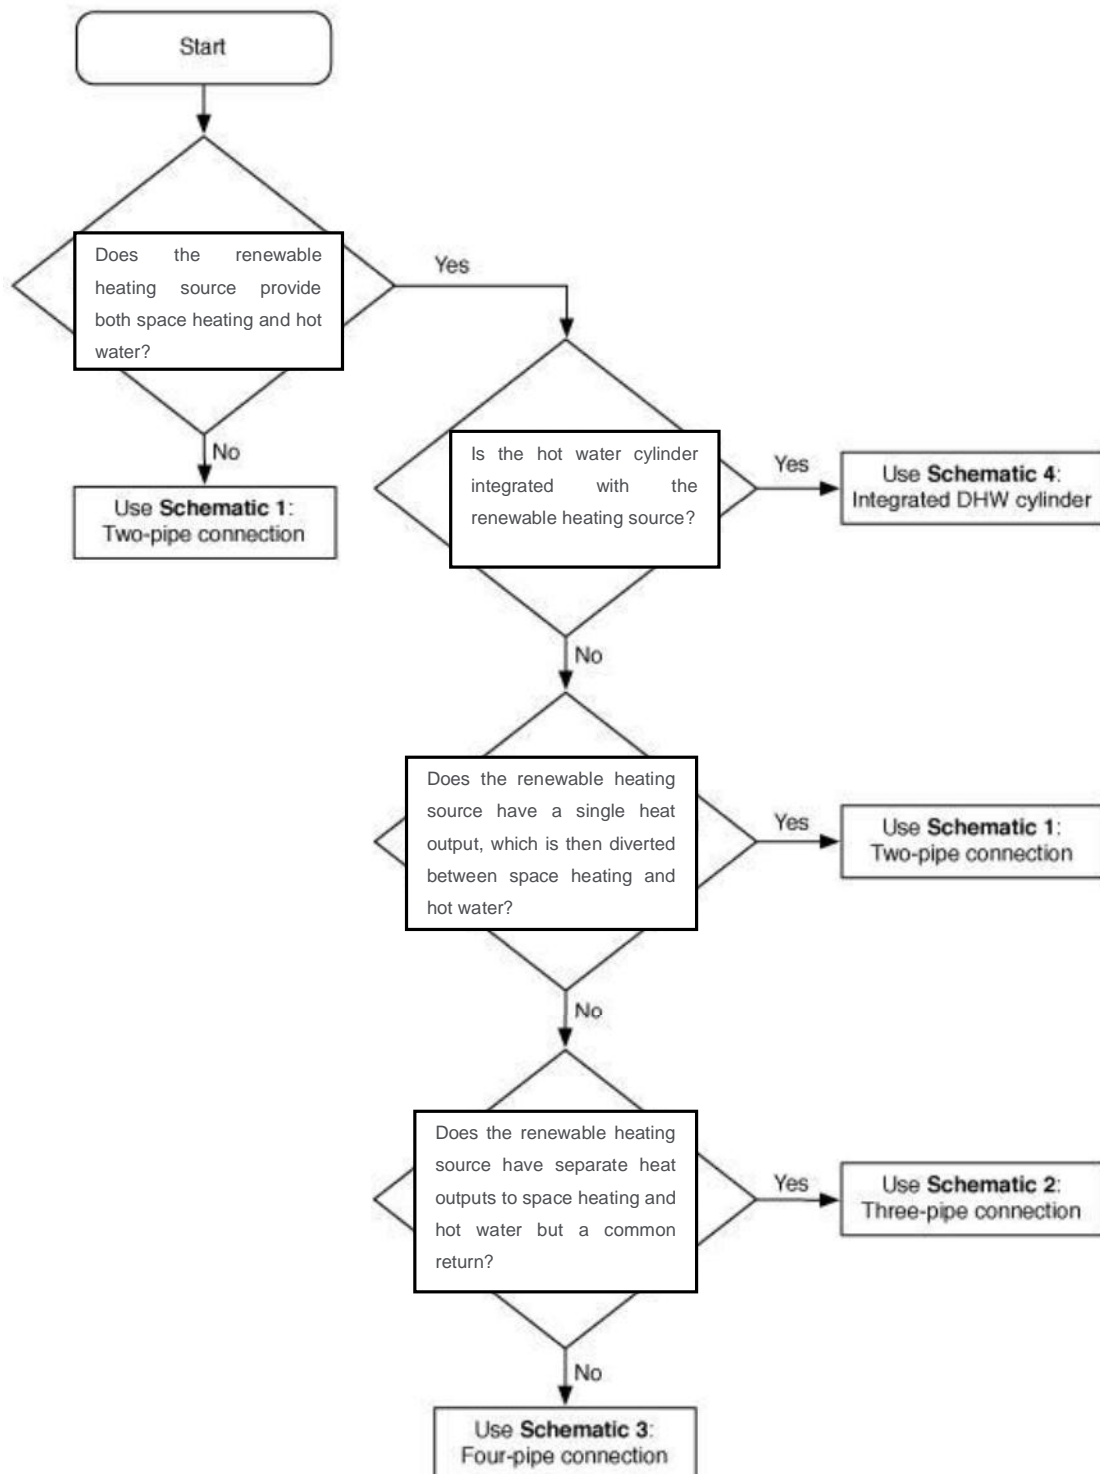 Start
Does the renewable
heating source provide
both space heating and hot
water?
Yes
No
Use Schematic 1:
Two-pipe connection
Is the hot water cylinder
integrated with the
renewable heating source?
Yes
Use Schematic 4:
Integrated DHW cylinder
No
Does the renewable heating
source have a single heat
output, which is then diverted
between space heating and
hot water?
Yes
Use Schematic 1:
Two-pipe connection
No
Does the renewable heating
source have separate heat
outputs to space heating and
hot water but a common
return?
Yes
Use Schematic 2:
Three-pipe connection
No
Use Schematic 3:
Four-pipe connection